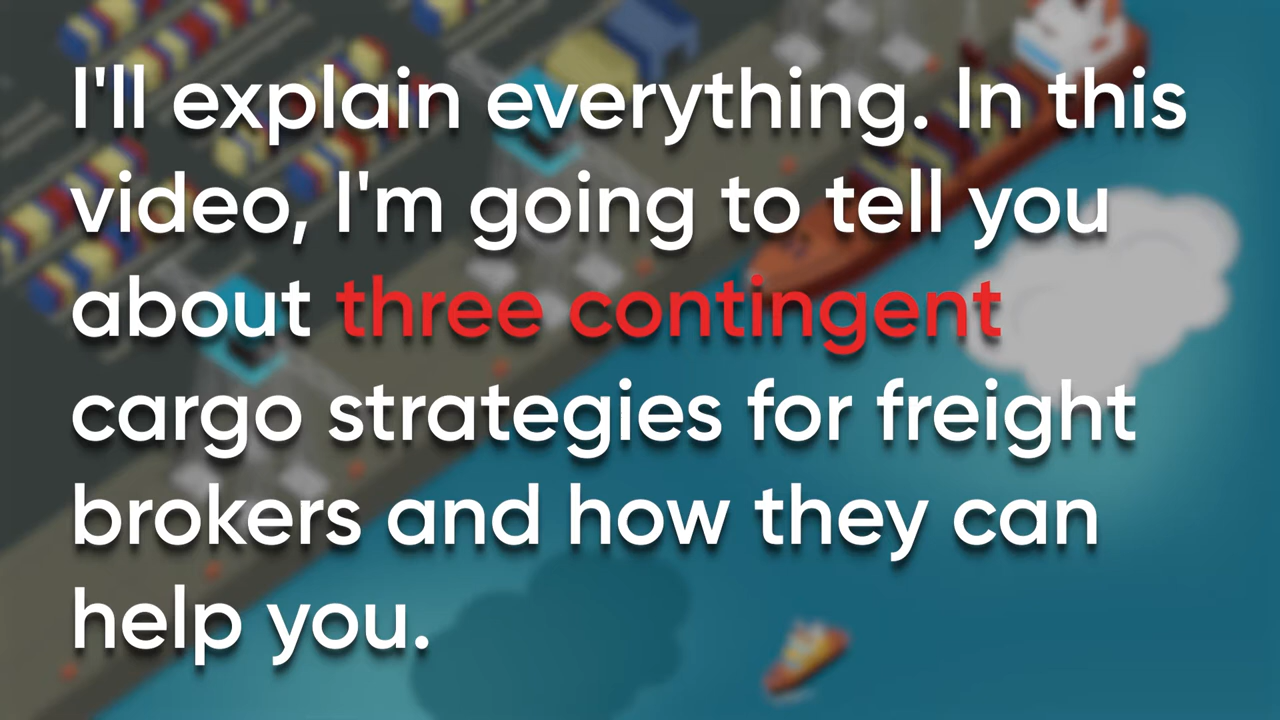 I'll explain everything. In this
video, I'm going to tell you
about three contingent
cargo strategies for freight
brokers and how they can
help you.